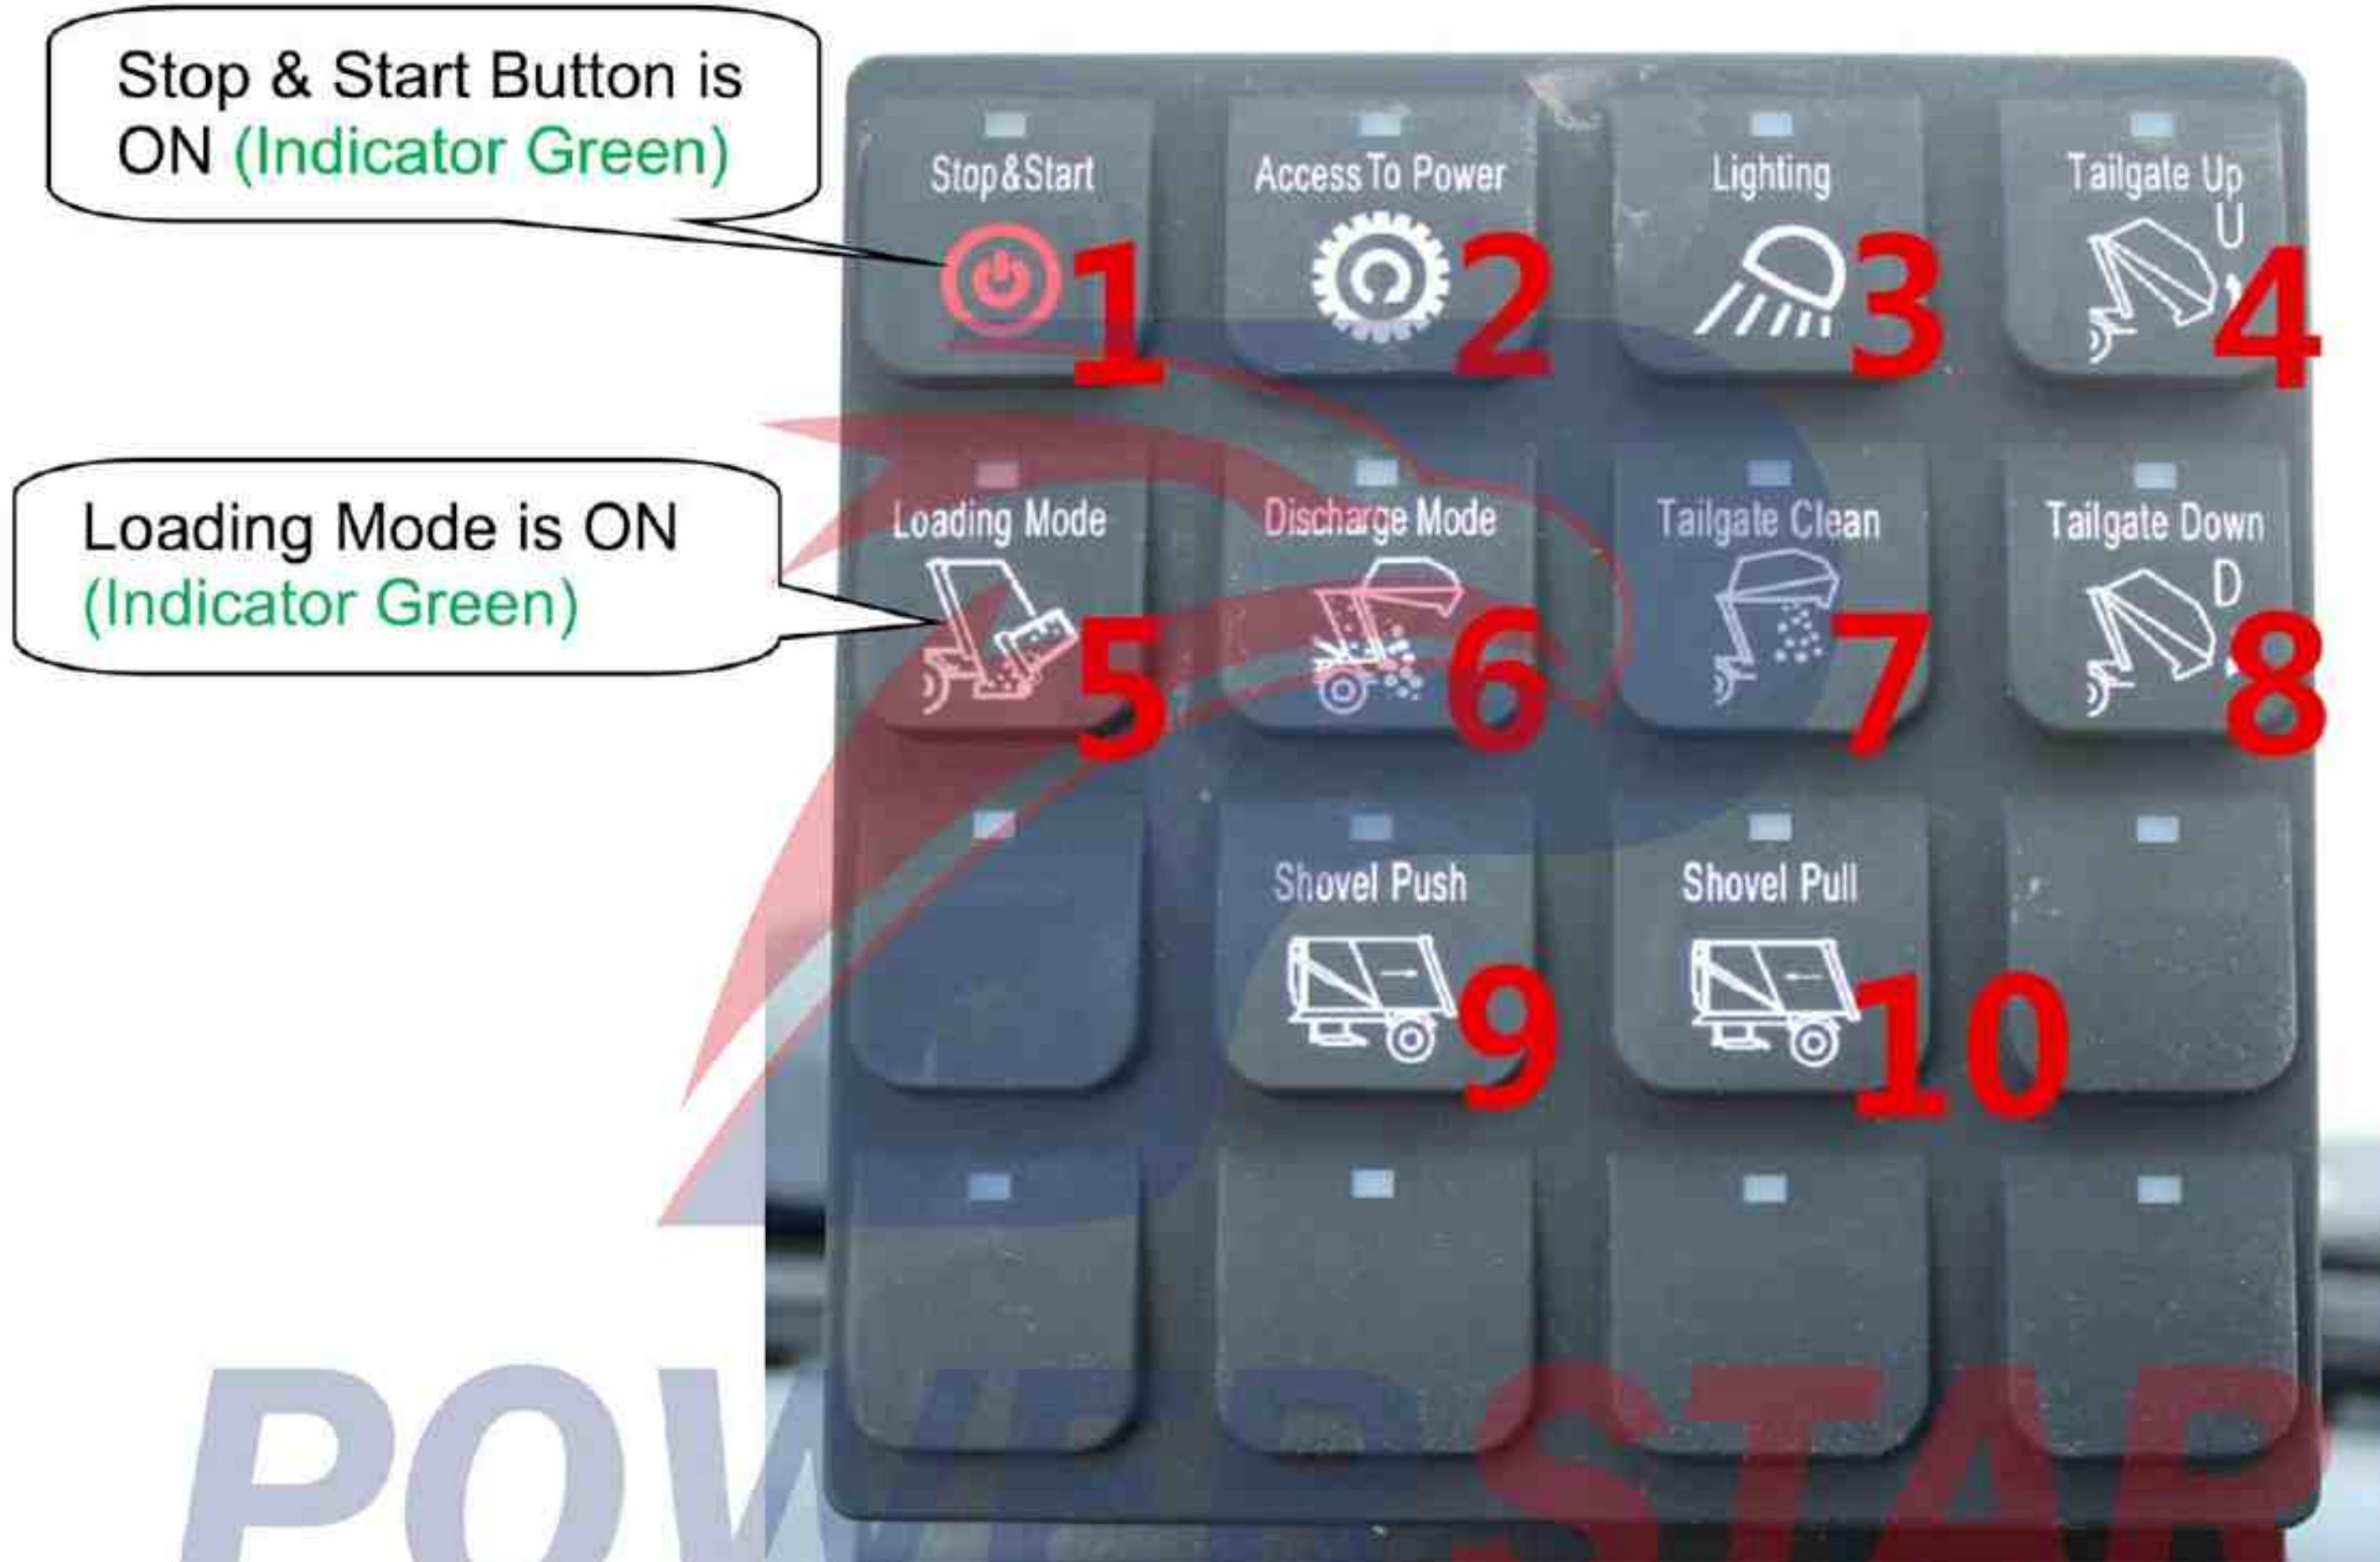 Stop & Start Button is
ON (Indicator Green)
Stop&Start
1
Access To Power
2
Lighting
3
Tailgate Up
U
4
Loading Mode is ON
(Indicator Green)
Loading Mode
5
Discharge Mode
6
Tailgate Clean
7
Tailgate Down
D
8
Shovel Push
9
Shovel Pull
10
POWERSTAR